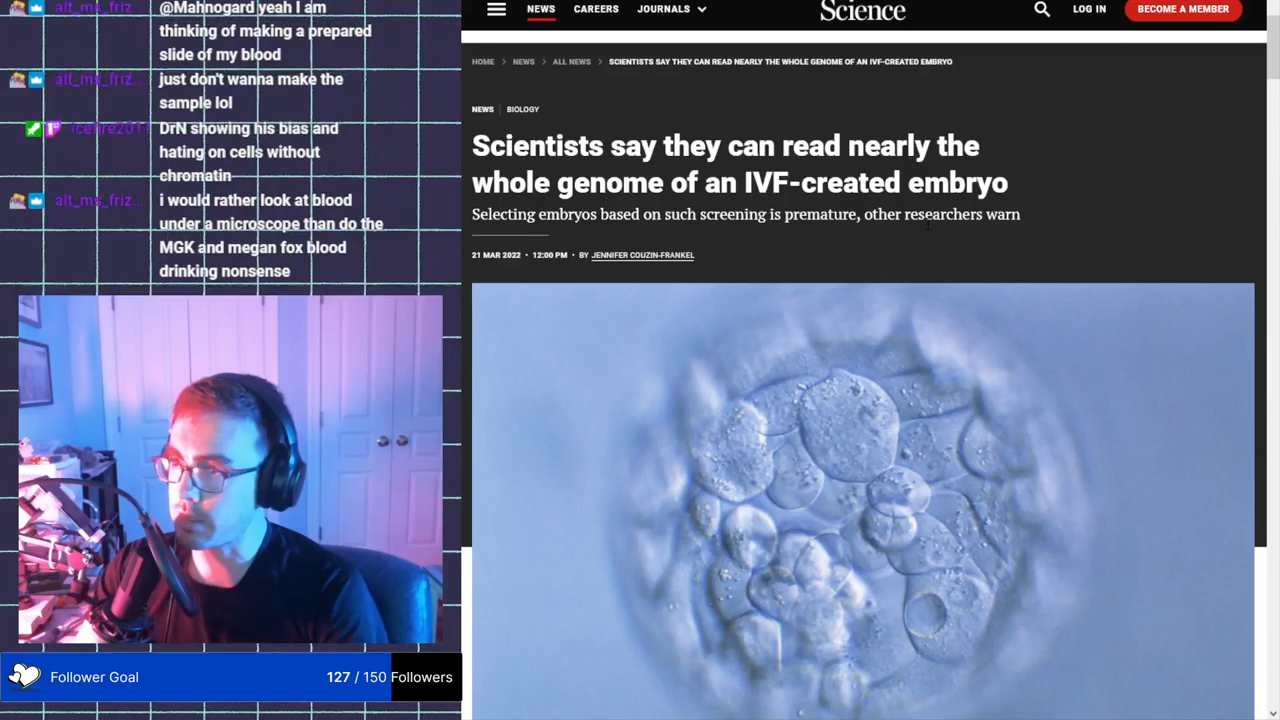 @Mahnogard yeah I am
thinking of making a prepared
slide of my blood
just don't wanna make the
sample lol
DrN showing his bias and
hating on cells without
chromatin
i would rather look at blood
under a microscope than do the
MGK and megan fox blood
drinking nonsense
Follower Goal
127 / 150 Followers
NEWS CAREERS JOURNALS
Science
LOG IN
BECOME A MEMBER
HOME > NEWS > ALL NEWS > SCIENTISTS SAY THEY CAN READ NEARLY THE WHOLE GENOME OF AN IVF-CREATED EMBRYO
NEWS | BIOLOGY
Scientists say they can read nearly the
whole genome of an IVF-created embryo
Selecting embryos based on such screening is premature, other researchers warn
21 MAR 2022 • 12:00 PM • BY JENNIFER COUZIN-FRANKEL